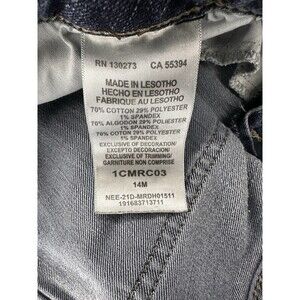 RN 130273 CA 55394
MADE IN LESOTHO
HECHO EN LESOTHO
FABRIQUE AU LESOTHO
70% COTTON 29% POLYESTER
1% SPANDEX
70% ALGODON 29% POLYESTER
1% SPANDEX
70% COTON 29% POLYESTER
1% SPANDEX
EXCLUSIVE OF DECORATION/
EXCEPTO DECORACION/
EXCLUSIVE OF TRIMMING/
GARNITURE NON COMPRISE
1CMRC03
14M
NEE-21D-MRDH01511
191683713711